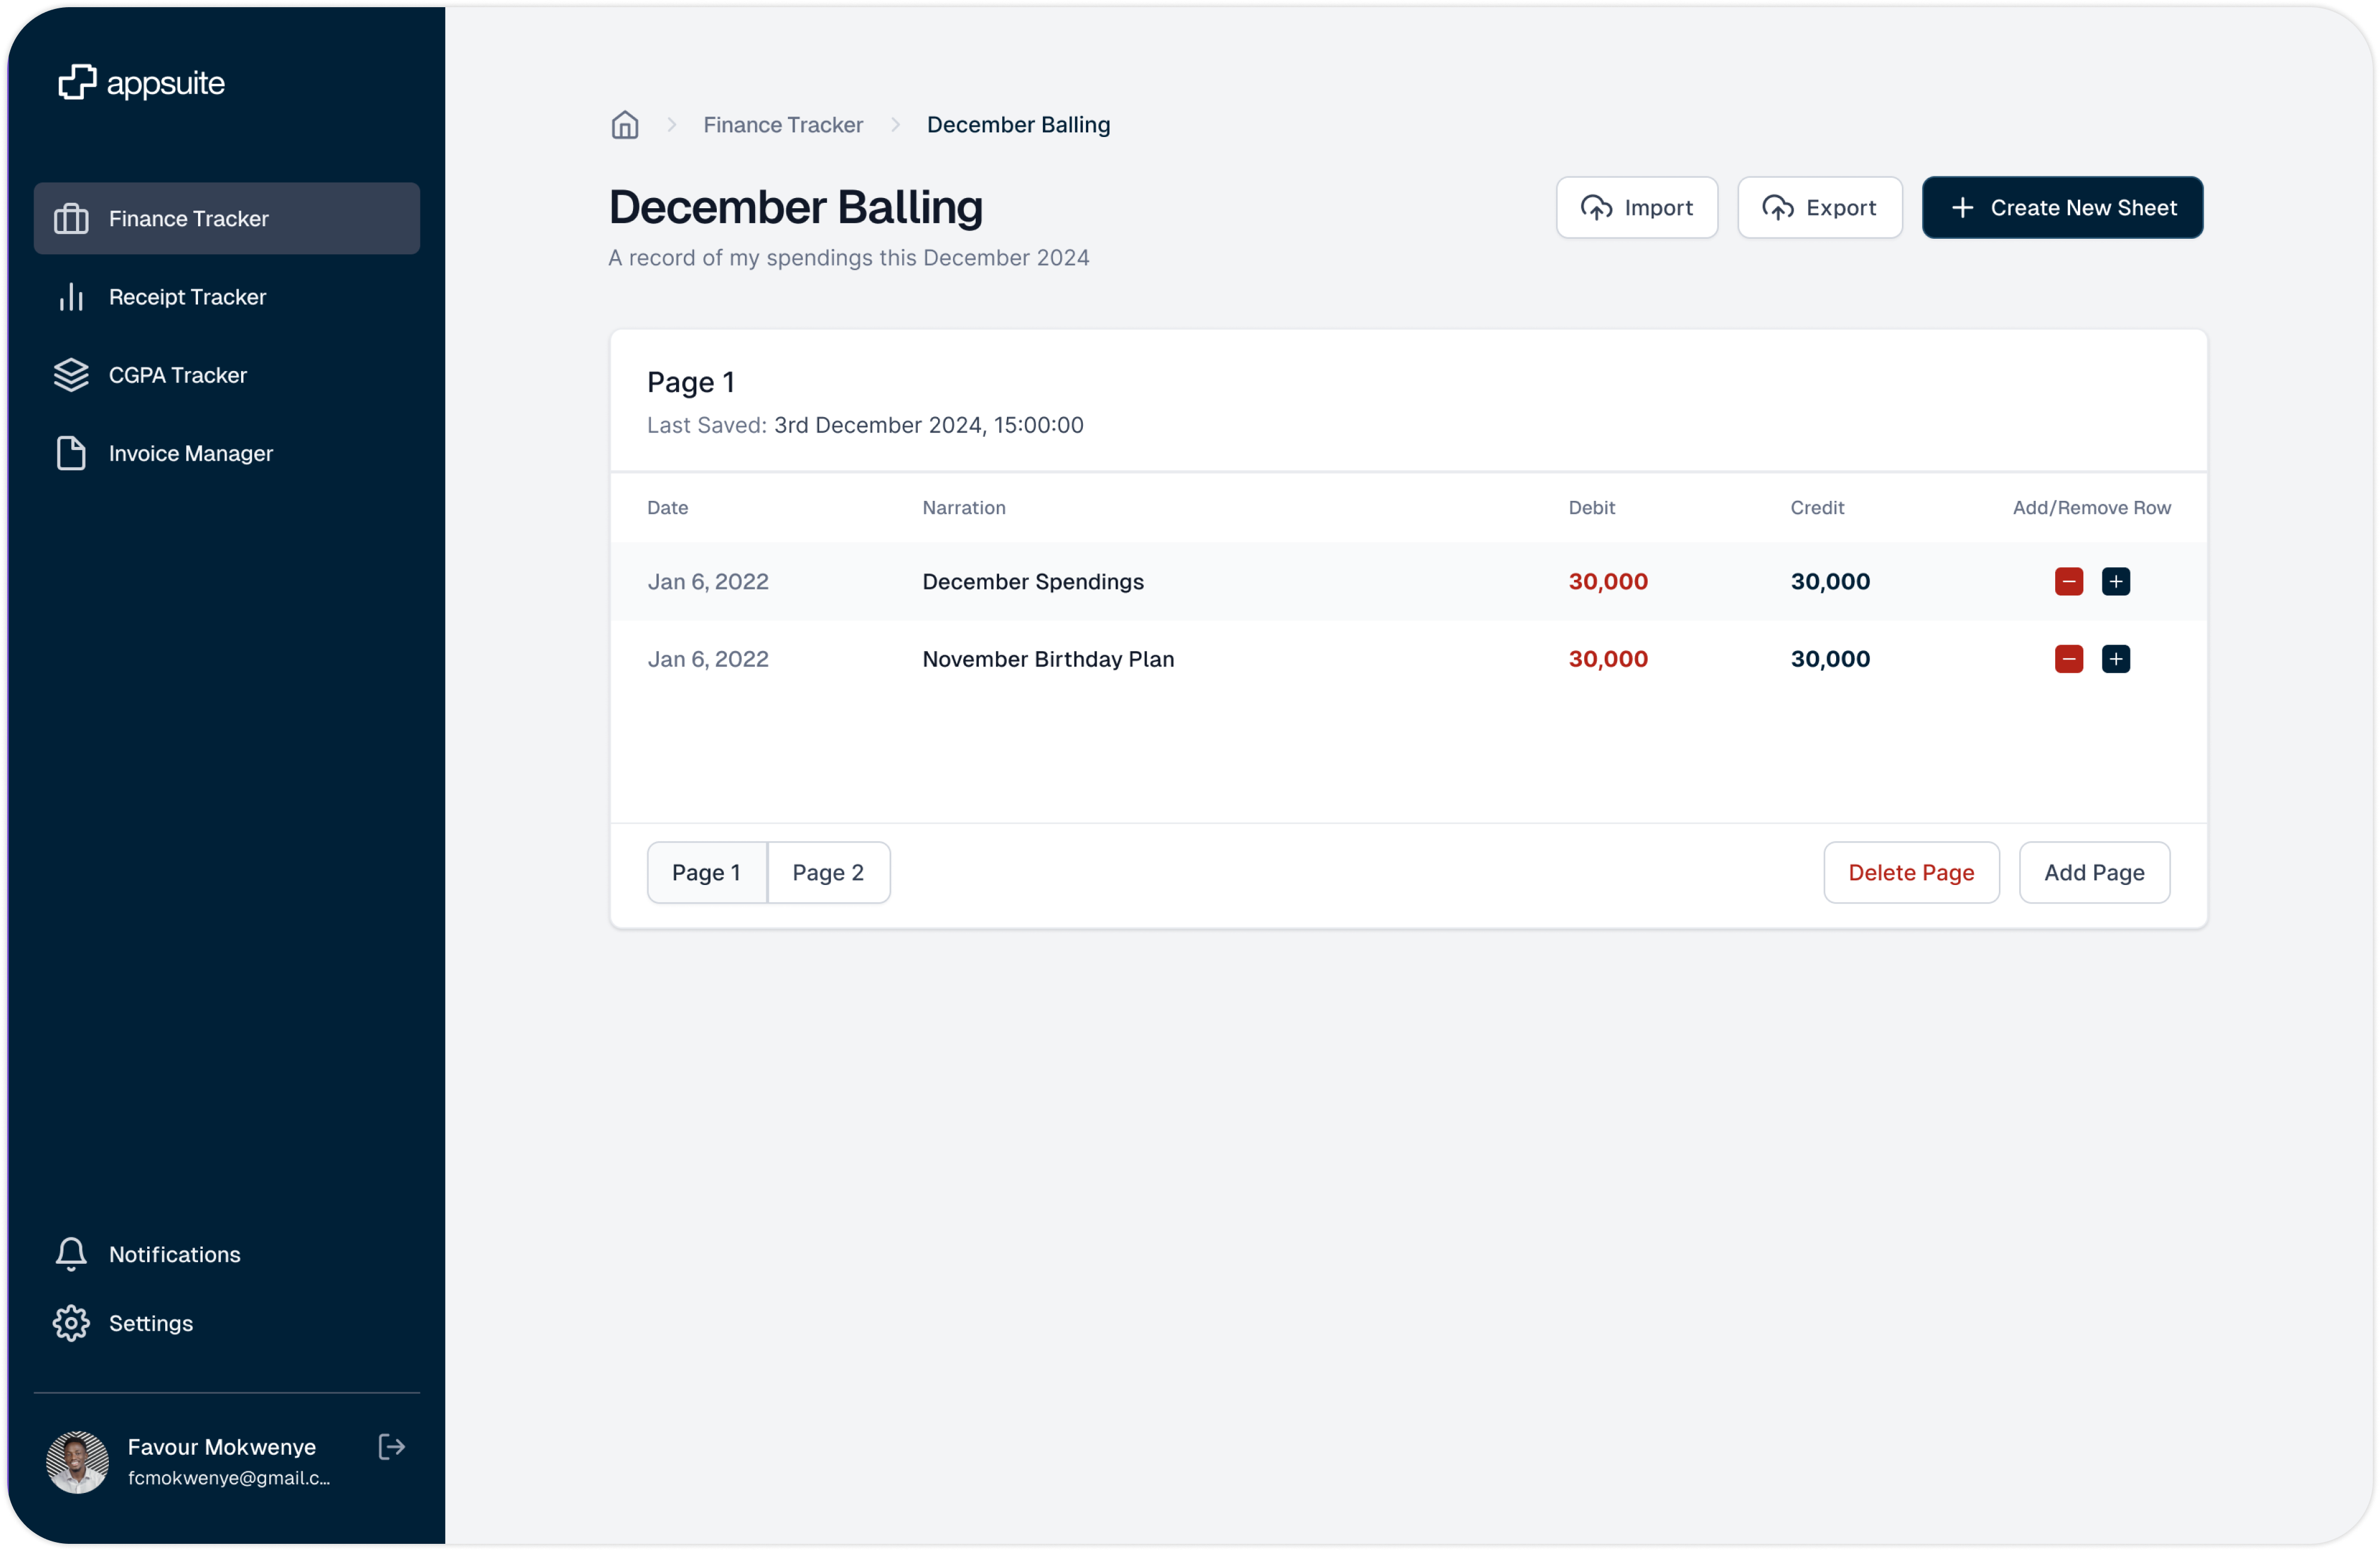 appsuite
Finance Tracker
Receipt Tracker
CGPA Tracker
Invoice Manager
Notifications
Settings
Favour Mokwenye
fcmokwenye@gmail.c...
Finance Tracker December Balling
December Balling
A record of my spendings this December 2024
Import Export Create New Sheet
Page 1
Last Saved: 3rd December 2024, 15:00:00
Date Narration Debit Credit Add/Remove Row
Jan 6, 2022 December Spendings 30,000 30,000
Jan 6, 2022 November Birthday Plan 30,000 30,000
Page 1 Page 2 Delete Page Add Page